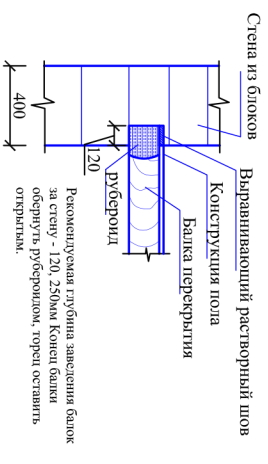 Стена из блоков
Выравнивающий растворный шов
Конструкция пола
Балка перекрытия
рубероид
120
400
Рекомендуемая глубина заведения балок
за стену - 120, 250мм Конец балки
обернуть рубероидом, торец оставить
открытым.